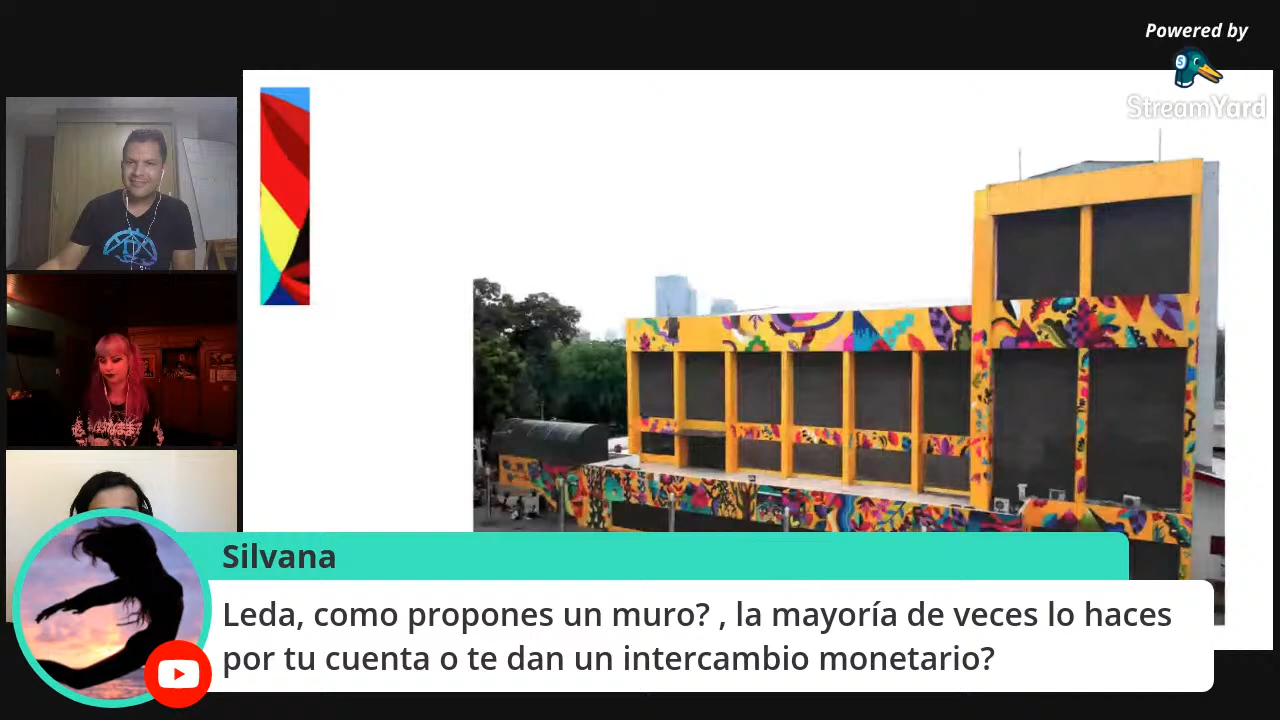 Powered by
StreamYard
Silvana
Leda, como propones un muro? , la mayoría de veces lo haces
por tu cuenta o te dan un intercambio monetario?